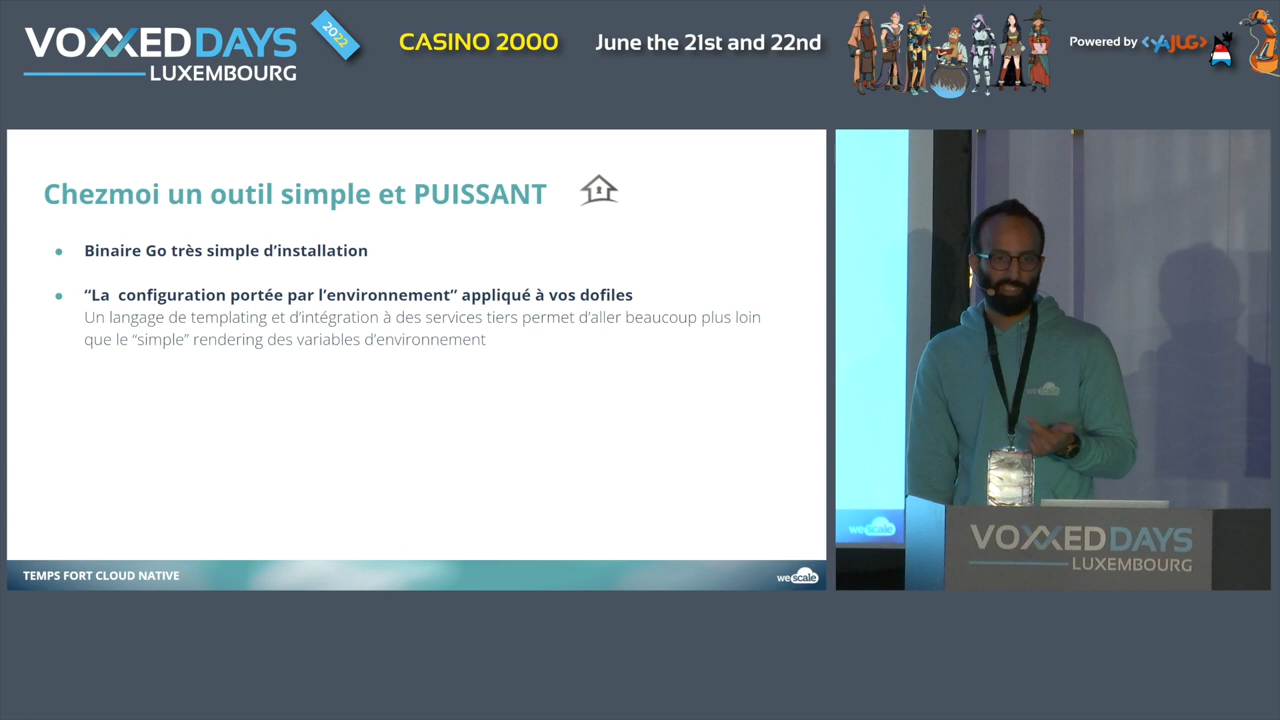 VOXXEDDAYS
LUXEMBOURG
2022
CASINO 2000
June the 21st and 22nd
Powered by <YAJUG>
Chezmoi un outil simple et PUISSANT
Binaire Go très simple d’installation
“La configuration portée par l’environnement” appliqué à vos dofiles
Un langage de templating et d’intégration à des services tiers permet d’aller beaucoup plus loin
que le “simple” rendering des variables d’environnement
TEMPS FORT CLOUD NATIVE
wescale
wescale
wescale
VOXXEDDAYS
LUXEMBOURG